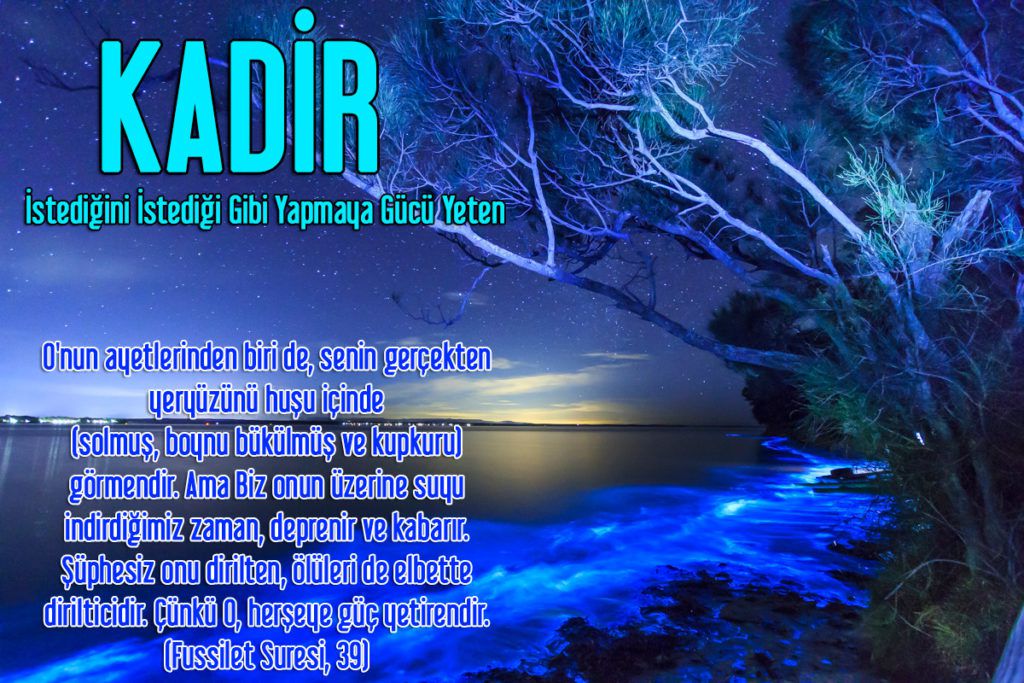 KADİR
İstediğini İstediği Gibi Yapmaya Gücü Yeten
O'nun ayetlerinden biri de, senin gerçekten
yeryüzünü huşu içinde
(solmuş, boynu bükülmüş ve kupkuru)
görmendir. Ama Biz onun üzerine suyu
indirdiğimiz zaman, deprenir ve kabarır.
Şüphesiz onu dirilten, ölüleri de elbette
dirilticidir. Çünkü O, herşeye güç yetirendir.
(Fussilet Suresi, 39)